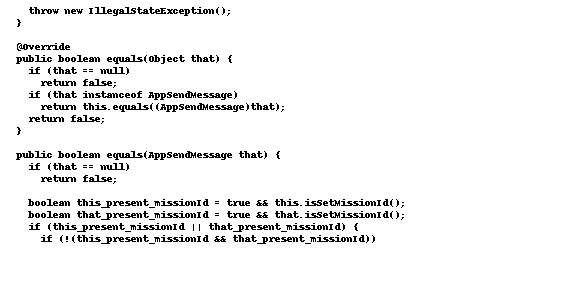 throw new IllegalStateException();
}
@Override
public boolean equals(Object that) {
if (that == null)
return false;
if (that instanceof AppSendMessage)
return this.equals((AppSendMessage)that);
return false;
}
public boolean equals(AppSendMessage that) {
if (that == null)
return false;
boolean this_present_missionId = true && this.isSetMissionId();
boolean that_present_missionId = true && that.isSetMissionId();
if (this_present_missionId || that_present_missionId) {
if (!(this_present_missionId && that_present_missionId))